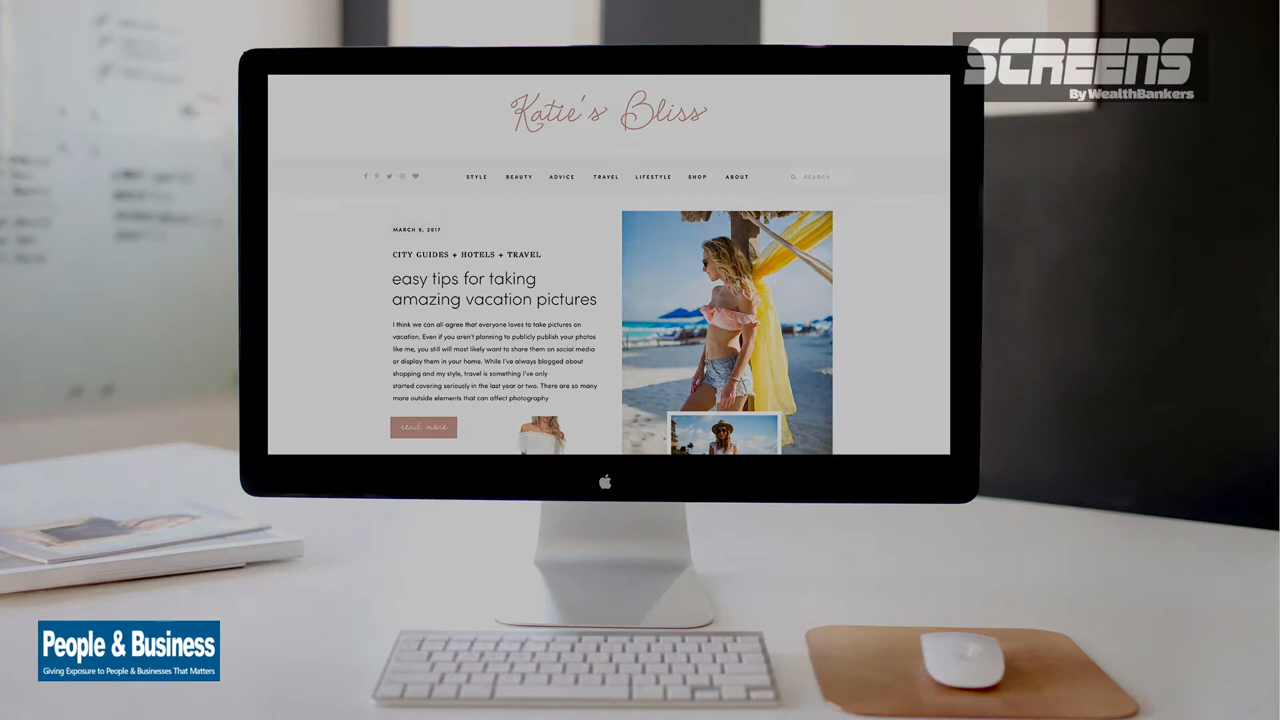 SCREENS
By WealthBankers
Katie's Bliss
STYLE BEAUTY ADVICE TRAVEL LIFESTYLE SHOP ABOUT SEARCH
MARCH 5, 2017
CITY GUIDES + HOTELS + TRAVEL
easy tips for taking
amazing vacation pictures
I think we can all agree that everyone loves to take pictures on
vacation. Even if you aren't planning to publicly publish your photos
like me, you still will most likely want to share them on social media
or display them in your home. While I've always blogged about
shopping and my style, travel is something I've only
started covering seriously in the last year or two. There are so many
more outside elements that can affect photography
read more
People & Business
Giving Exposure to People & Businesses That Matters